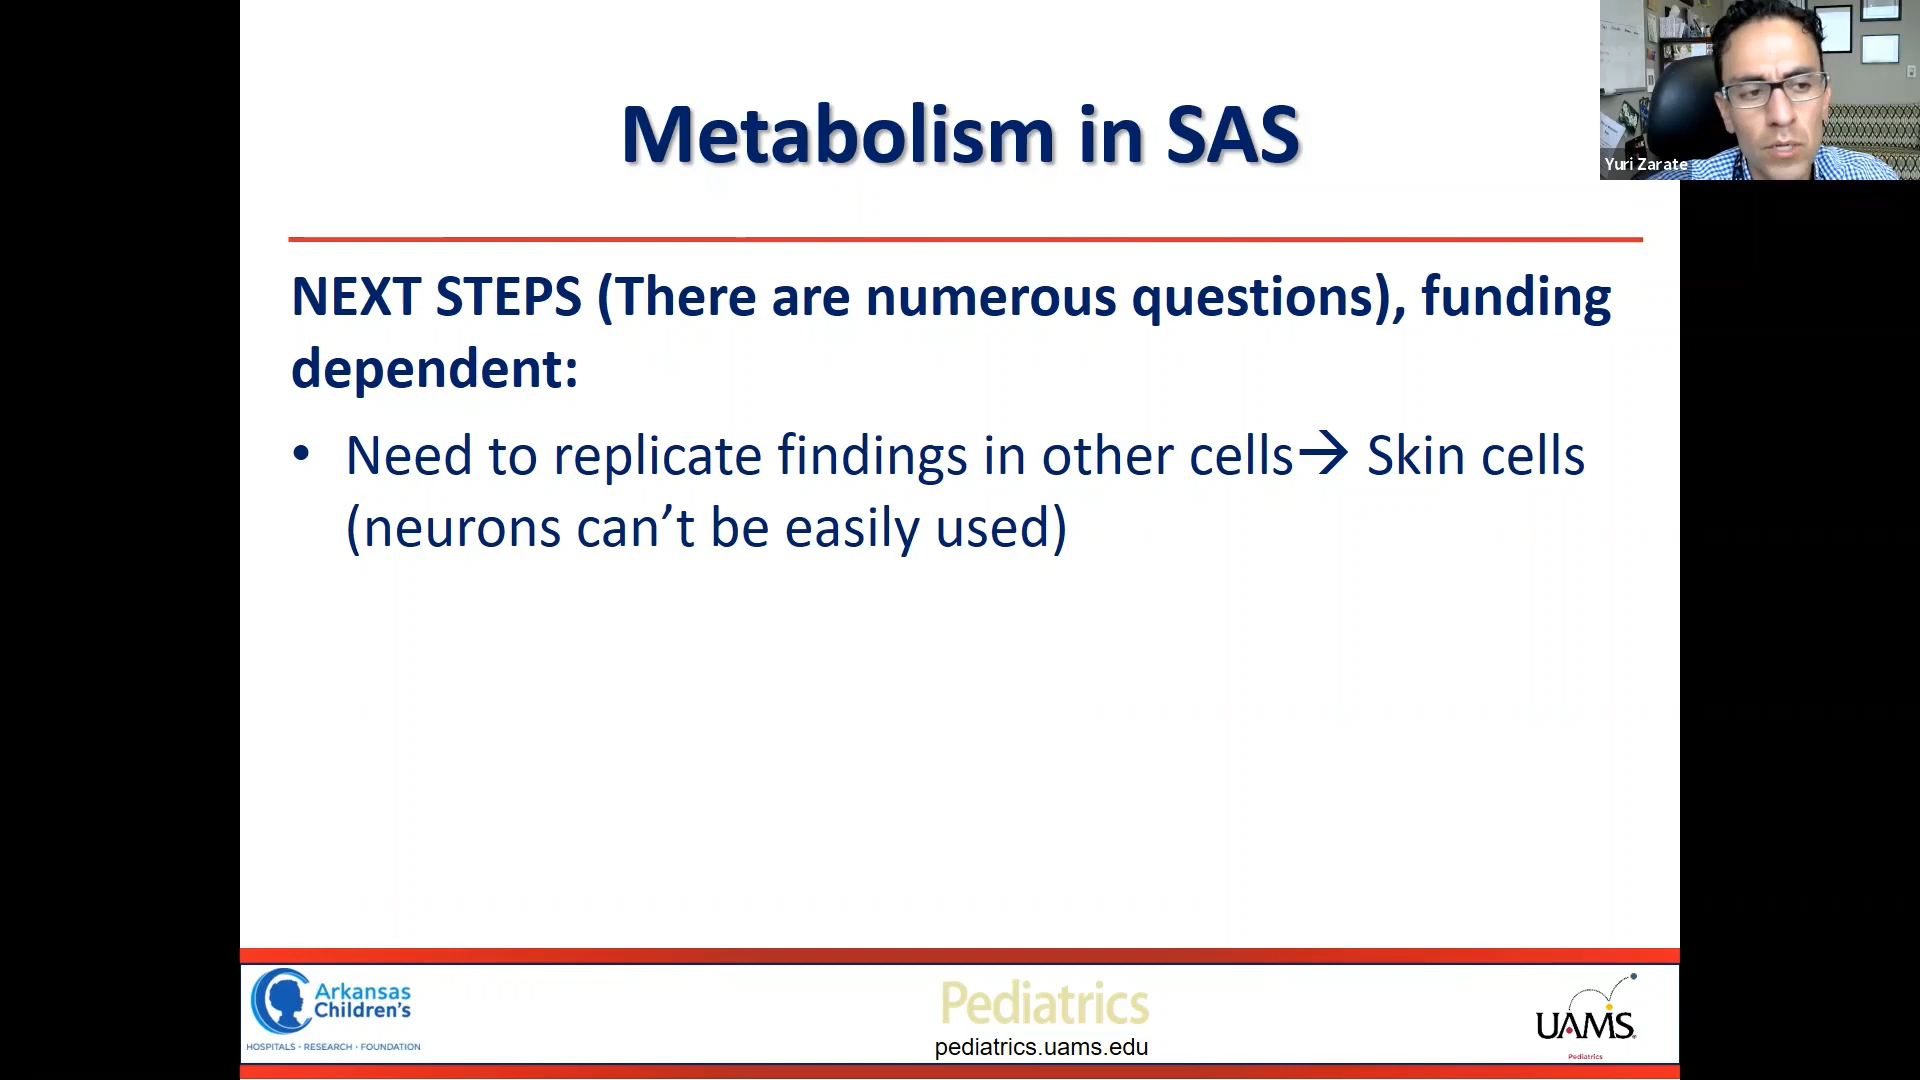 Metabolism in SAS
Yuri Zarate
NEXT STEPS (There are numerous questions), funding
dependent:
• Need to replicate findings in other cells→ Skin cells
(neurons can’t be easily used)
Arkansas
Children's
HOSPITALS • RESEARCH • FOUNDATION
Pediatrics
pediatrics.uams.edu
UAMS
Pediatrics